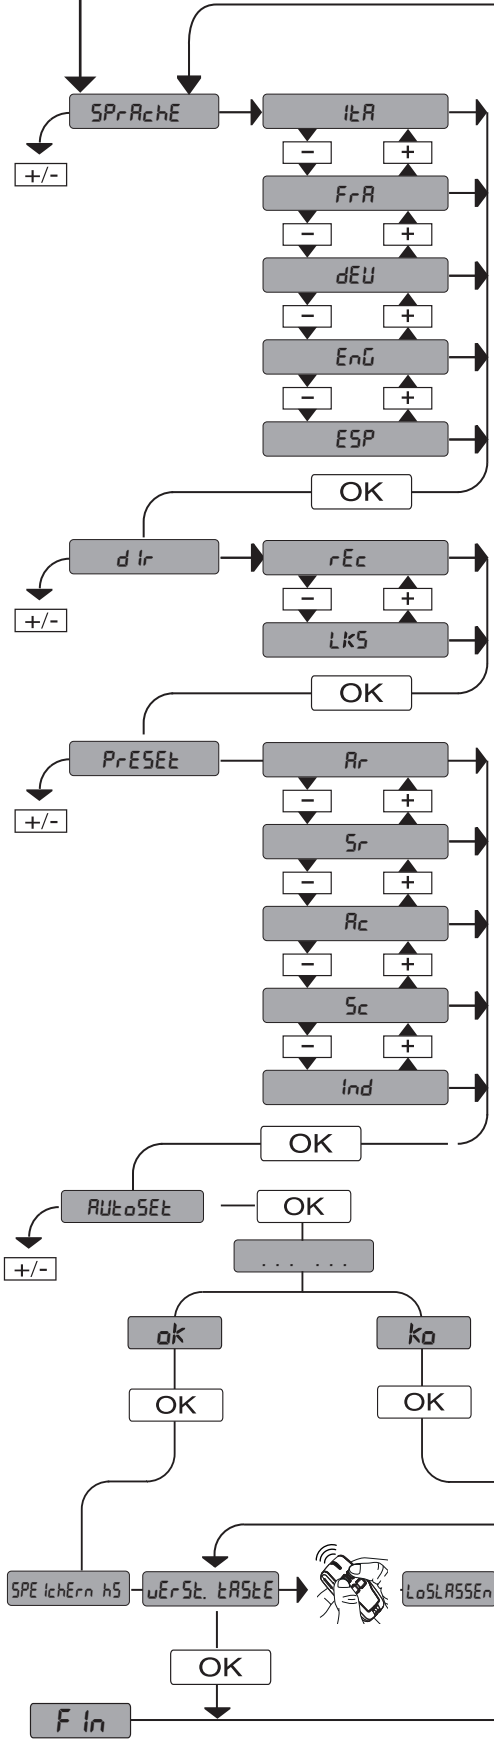 SPrAchE
ItA
+/-
-
+
FrA
-
+
dEU
-
+
EnG
-
+
ESP
OK
dIr
rEc
+/-
-
+
LKS
OK
PrESEt
Ar
+/-
-
+
Sr
-
+
Ac
-
+
Sc
-
+
Ind
OK
AUtoSEt
OK
+/-
... ...
ok
ko
OK
OK
SPEIchErn hS
uErSt. tAStE
LoSLASSEn
OK
FIn